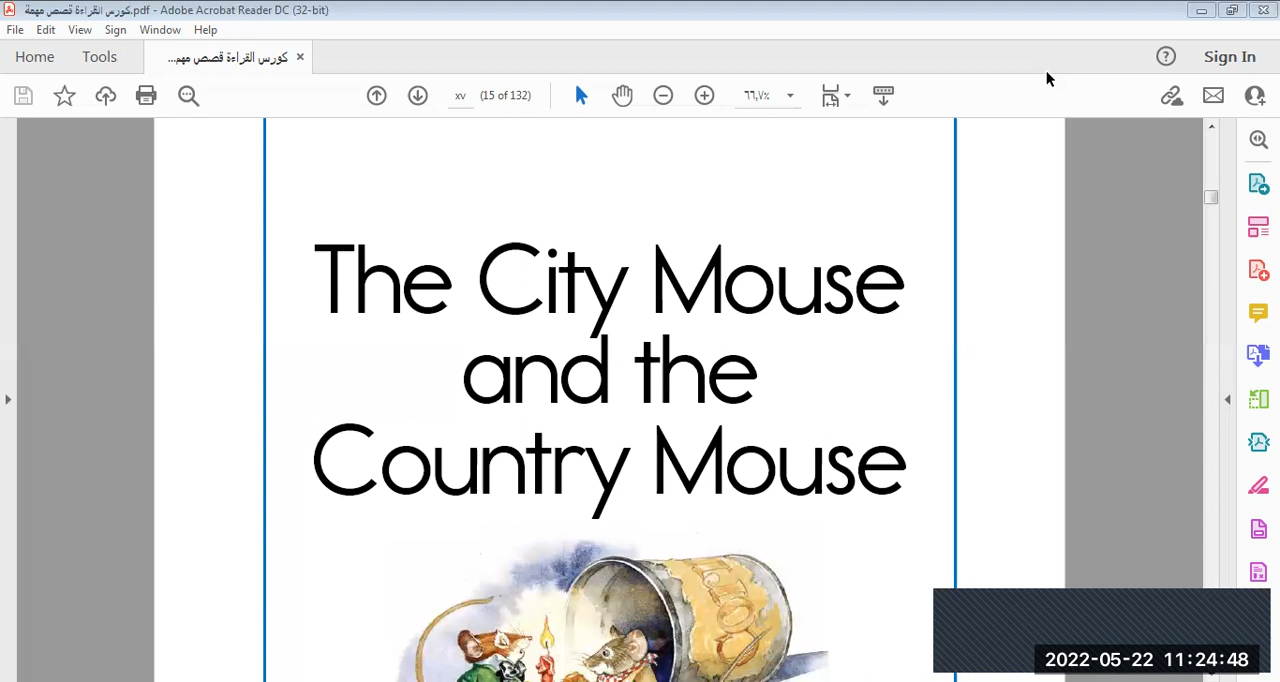 كورس القراءة قصص مهمة.pdf - Adobe Acrobat Reader DC (32-bit)
File Edit View Sign Window Help
Home Tools كورس القراءة قصص مهم... × Sign In
xv (15 of 132) ٦٦,٧%
The City Mouse
and the
Country Mouse
2022-05-22 11:24:48